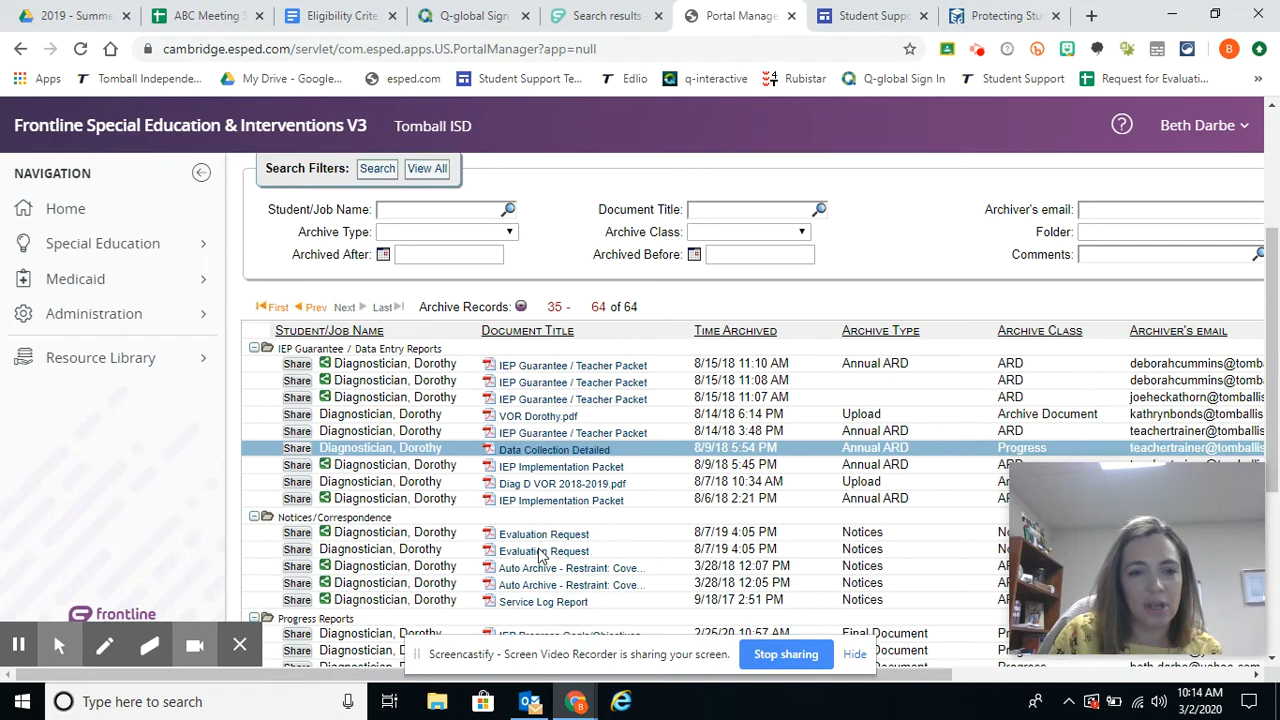 2019 - Summe
ABC Meeting S
Eligibility Crite
Q-global Sign
Search results
Portal Manage
Student Suppo
Protecting Stu
cambridge.esped.com/servlet/com.esped.apps.US.PortalManager?app=null
B
Apps
Tomball Independe...
My Drive - Google...
esped.com
Student Support Te...
Edlio
q-interactive
Rubistar
Q-global Sign In
Student Support
Request for Evaluati...
Frontline Special Education & Interventions V3
Tomball ISD
Beth Darbe
NAVIGATION
Home
Special Education
Medicaid
Administration
Resource Library
frontline
Search Filters: Search View All
Student/Job Name: Document Title: Archiver's email:
Archive Type: Archive Class: Folder:
Archived After: Archived Before: Comments:
First Prev Next Last Archive Records: 35 - 64 of 64
STUDENT/JOB NAME DOCUMENT TITLE TIME ARCHIVED ARCHIVE TYPE ARCHIVE CLASS ARCHIVER'S EMAIL
IEP Guarantee / Data Entry Reports
Share Diagnostician, Dorothy IEP Guarantee / Teacher Packet 8/15/18 11:10 AM Annual ARD ARD deborahcummins@tomb
Share Diagnostician, Dorothy IEP Guarantee / Teacher Packet 8/15/18 11:08 AM Annual ARD ARD deborahcummins@tomb
Share Diagnostician, Dorothy IEP Guarantee / Teacher Packet 8/15/18 11:07 AM Annual ARD ARD joeheckathorn@tomballi
Share Diagnostician, Dorothy VOR Dorothy.pdf 8/14/18 6:14 PM Upload Archive Document kathrynbonds@tomballis
Share Diagnostician, Dorothy IEP Guarantee / Teacher Packet 8/14/18 3:48 PM Annual ARD ARD teachertrainer@tomballis
Share Diagnostician, Dorothy Data Collection Detailed 8/9/18 5:54 PM Annual ARD Progress teachertrainer@tomballis
Share Diagnostician, Dorothy IEP Implementation Packet 8/9/18 5:45 PM Annual ARD
Share Diagnostician, Dorothy Diag D VOR 2018-2019.pdf 8/7/18 10:34 AM Upload
Share Diagnostician, Dorothy IEP Implementation Packet 8/6/18 2:21 PM Annual ARD
Notices/Correspondence
Share Diagnostician, Dorothy Evaluation Request 8/7/19 4:05 PM Notices
Share Diagnostician, Dorothy Evaluation Request 8/7/19 4:05 PM Notices
Share Diagnostician, Dorothy Auto Archive - Restraint: Cove... 3/28/18 12:07 PM Notices
Share Diagnostician, Dorothy Auto Archive - Restraint: Cove... 3/28/18 12:05 PM Notices
Share Diagnostician, Dorothy Service Log Report 9/18/17 2:51 PM Notices
Progress Reports
Share Diagnostician, Dorothy IEP Progress Goals/Objectives 2/25/20 10:57 AM Final Document
Share Diagnostician, Dorothy Progress
Screencastify - Screen Video Recorder is sharing your screen. Stop sharing Hide
Type here to search
10:14 AM
3/2/2020